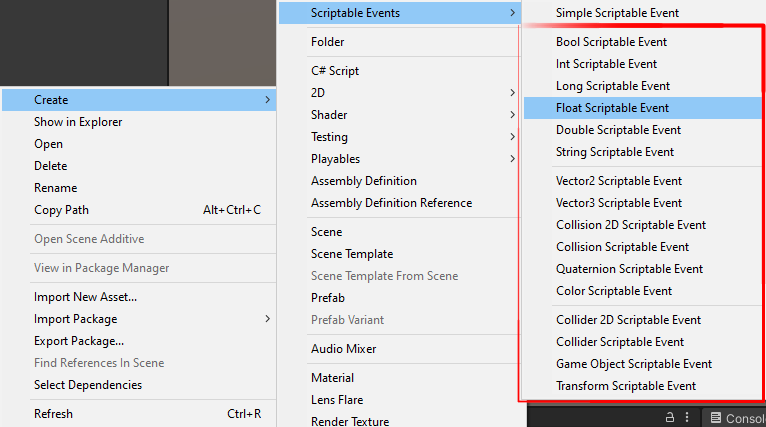 Create
Show in Explorer
Open
Delete
Rename
Copy Path Alt+Ctrl+C
Open Scene Additive
View in Package Manager
Import New Asset...
Import Package
Export Package...
Find References In Scene
Select Dependencies
Refresh Ctrl+R
Scriptable Events
Folder
C# Script
2D
Shader
Testing
Playables
Assembly Definition
Assembly Definition Reference
Scene
Scene Template
Scene Template From Scene
Prefab
Prefab Variant
Audio Mixer
Material
Lens Flare
Render Texture
Simple Scriptable Event
Bool Scriptable Event
Int Scriptable Event
Long Scriptable Event
Float Scriptable Event
Double Scriptable Event
String Scriptable Event
Vector2 Scriptable Event
Vector3 Scriptable Event
Collision 2D Scriptable Event
Collision Scriptable Event
Quaternion Scriptable Event
Color Scriptable Event
Collider 2D Scriptable Event
Collider Scriptable Event
Game Object Scriptable Event
Transform Scriptable Event
Consol